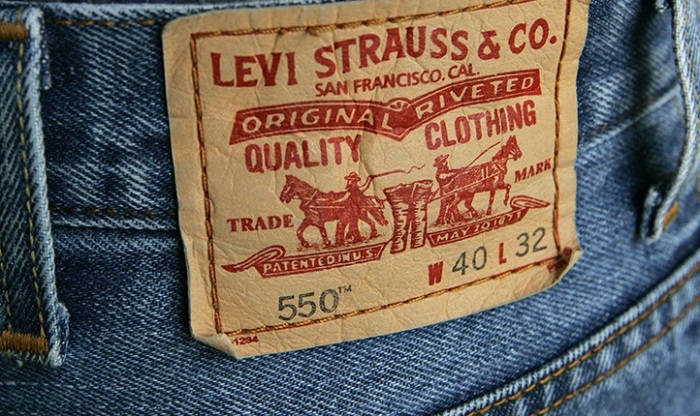 LEVI STRAUSS & CO.
SAN FRANCISCO, CAL.
ORIGINAL RIVETED
QUALITY CLOTHING
TRADE MARK
PATENTED IN U.S. MAY 20 1873
550™ W 40 L 32
1234